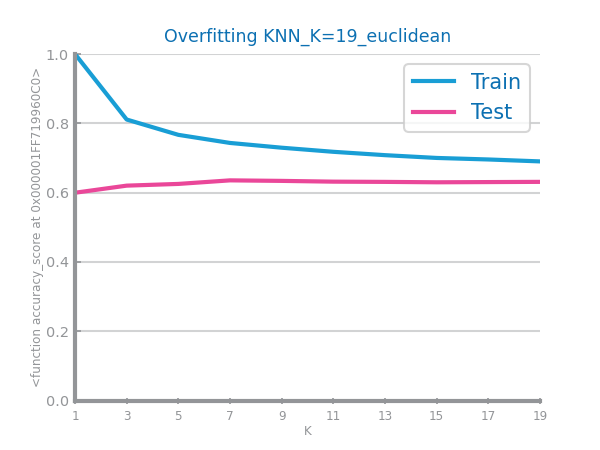 Overfitting KNN_K=19_euclidean
<function accuracy_score at 0x000001FF719960C0>
1.0
0.8
0.6
0.4
0.2
0.0
Train
Test
1 3 5 7 9 11 13 15 17 19
K